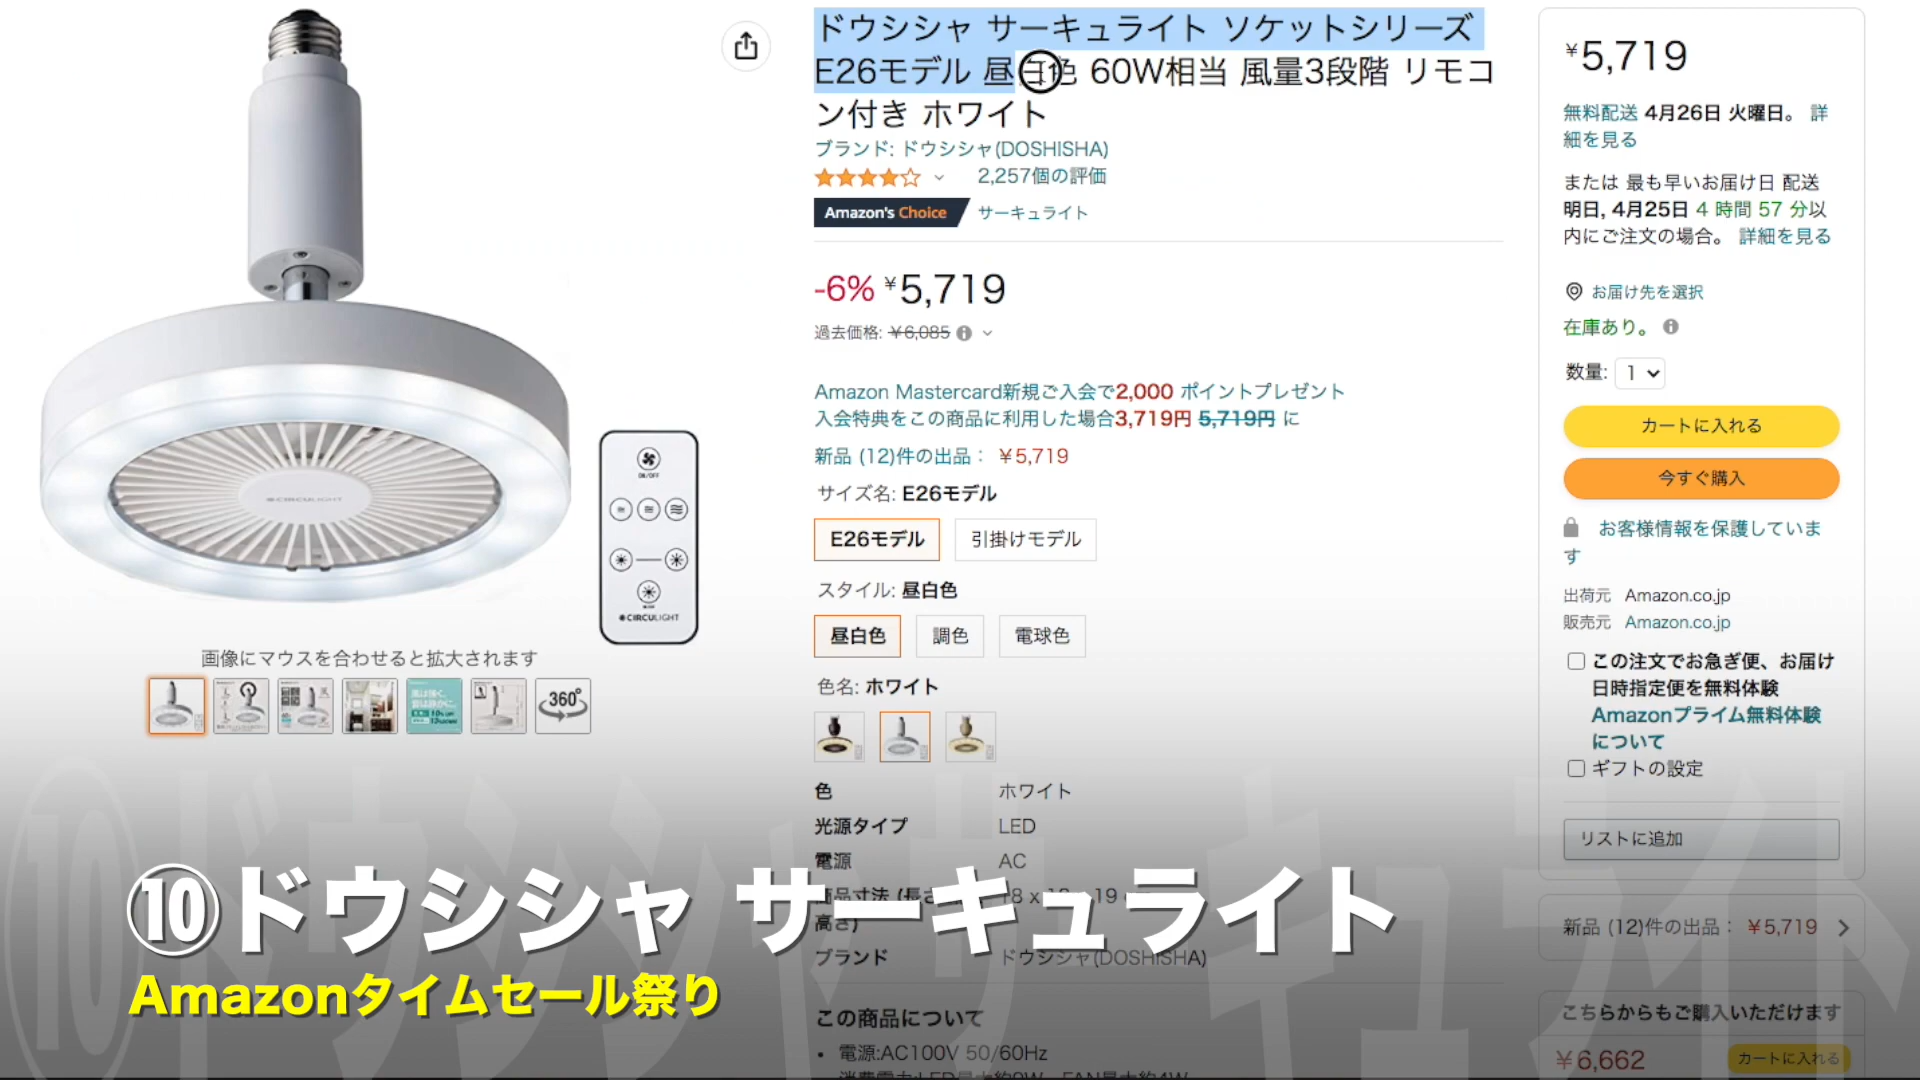 ドウシシャ サーキュライト ソケットシリーズ
E26モデル 昼白色 60W相当 風量3段階 リモコ
ン付き ホワイト
ブランド: ドウシシャ(DOSHISHA)
2,257個の評価
Amazon's Choice サーキュライト
-6% ¥5,719
過去価格: ¥6,085
Amazon Mastercard新規ご入会で2,000 ポイントプレゼント
入会特典をこの商品に利用した場合3,719円 5,719円 に
新品 (12)件の出品： ¥5,719
サイズ名: E26モデル
E26モデル 引掛けモデル
スタイル: 昼白色
昼白色 調色 電球色
色名: ホワイト
色 ホワイト
光源タイプ LED
電源 AC
高さ)
ブランド ドウシシャ(DOSHISHA)
この商品について
• 電源:AC100V 50/60Hz
ON/OFF
CIRCULIGHT
CIRCULIGHT
画像にマウスを合わせると拡大されます
360°
¥5,719
無料配送 4月26日 火曜日。 詳
細を見る
または 最も早いお届け日 配送
明日, 4月25日 4 時間 57 分以
内にご注文の場合。 詳細を見る
お届け先を選択
在庫あり。
数量: 1
カートに入れる
今すぐ購入
お客様情報を保護していま
す
出荷元 Amazon.co.jp
販売元 Amazon.co.jp
この注文でお急ぎ便、お届け
日時指定便を無料体験
Amazonプライム無料体験
について
ギフトの設定
リストに追加
新品 (12)件の出品： ¥5,719
こちらからもご購入いただけます
¥6,662 カートに入れる
⑩ドウシシャ サーキュライト
Amazonタイムセール祭り